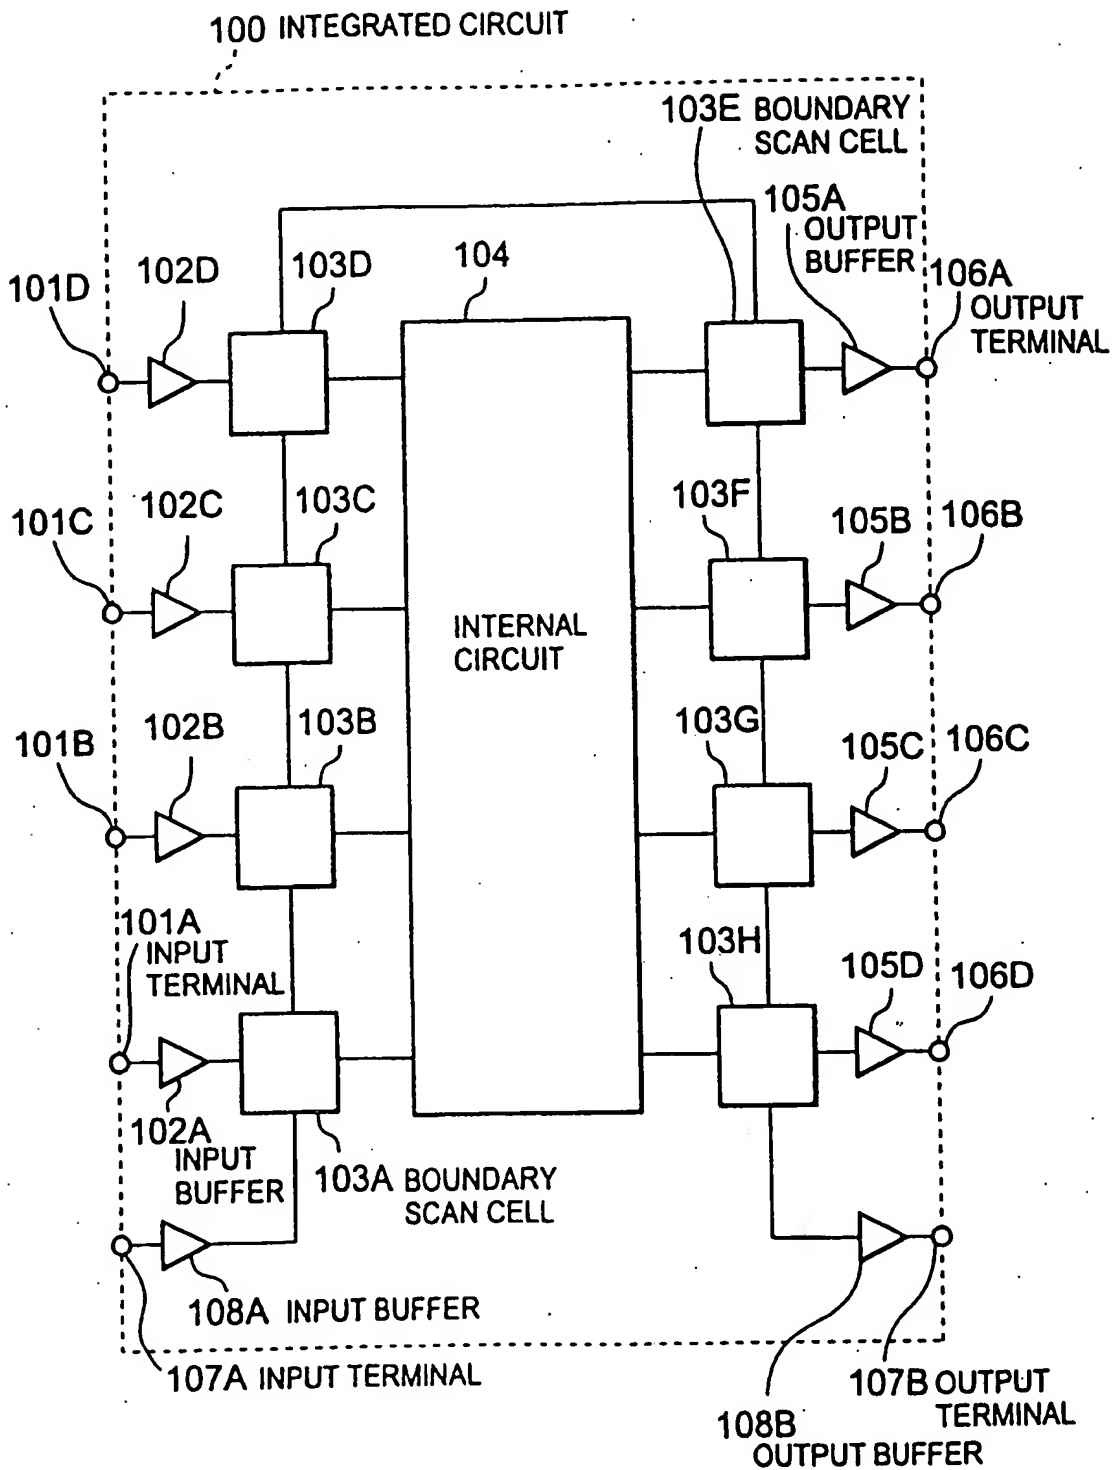 100 INTEGRATED CIRCUIT
103E BOUNDARY
SCAN CELL
105A
OUTPUT
BUFFER
101D
102D
103D
104
106A
OUTPUT
TERMINAL
101C
102C
103C
103F
105B
106B
INTERNAL
CIRCUIT
101B
102B
103B
103G
105C
106C
101A
INPUT
TERMINAL
103H
105D
106D
102A
INPUT
BUFFER
103A BOUNDARY
SCAN CELL
108A INPUT BUFFER
107A INPUT TERMINAL
107B OUTPUT
TERMINAL
108B
OUTPUT BUFFER